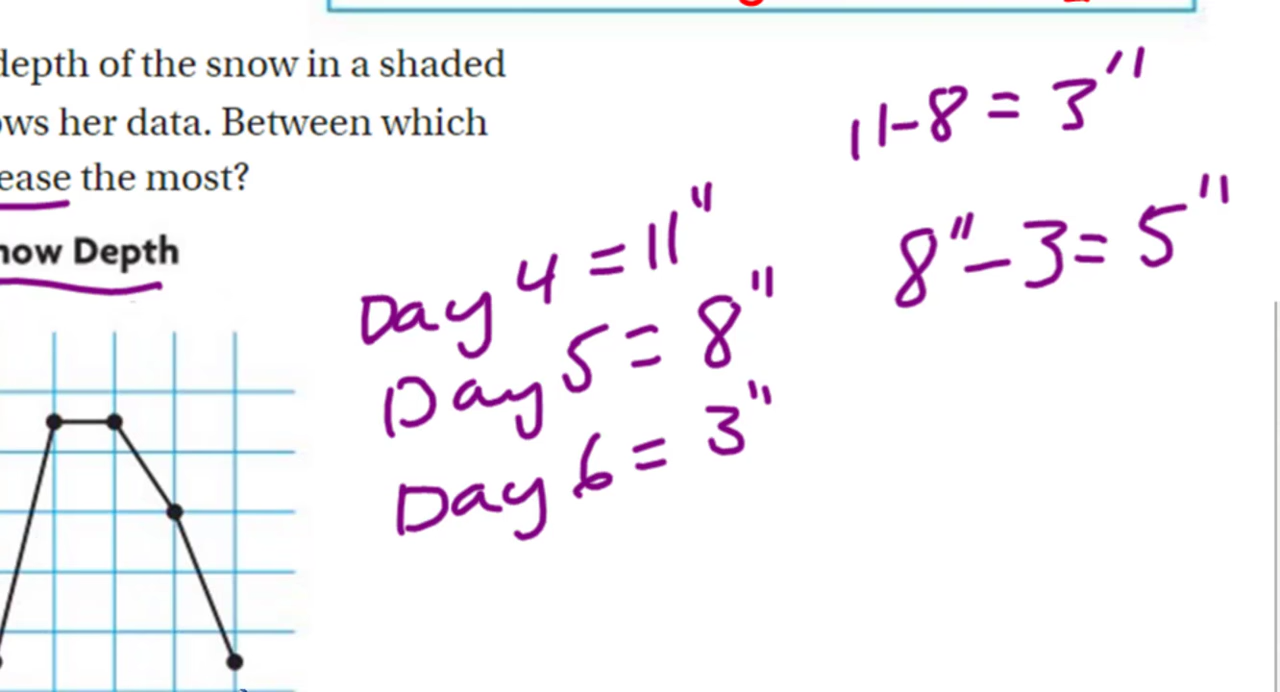 depth of the snow in a shaded
ows her data. Between which
ease the most?
now Depth
Day 4 = 11"
Day 5 = 8"
Day 6 = 3"
11-8 = 3"
8"-3= 5"